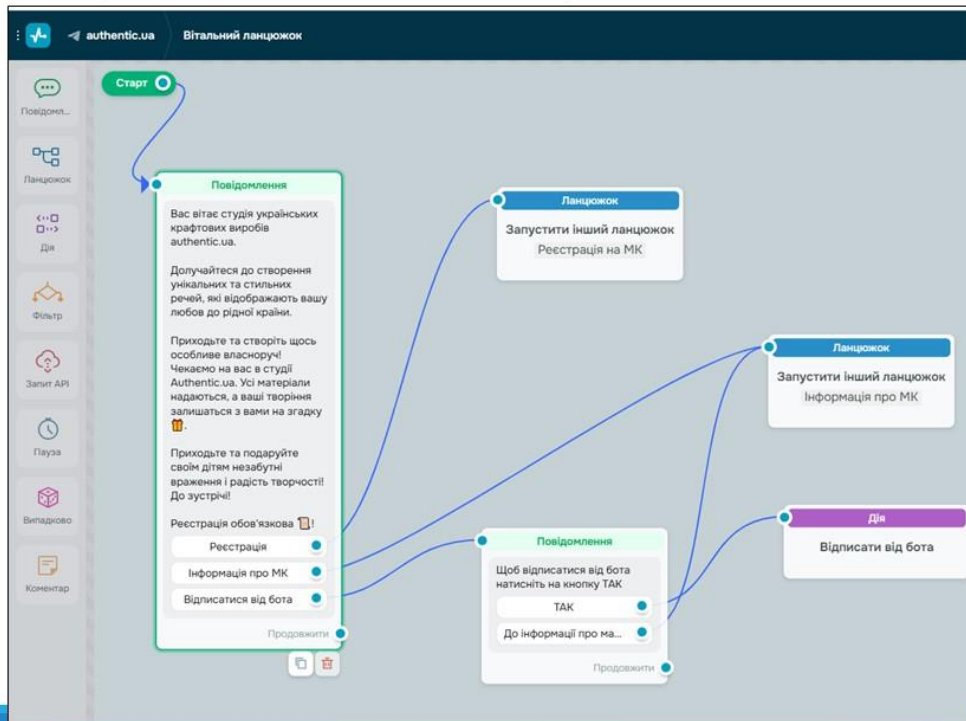 authentic.ua
Вітальний ланцюжок
Повідомл...
Ланцюжок
Дія
Фільтр
Запит API
Пауза
Випадково
Коментар
Старт
Повідомлення
Вас вітає студія українських
крафтових виробів
authentic.ua.
Долучайтеся до створення
унікальних та стильних
речей, які відображають вашу
любов до рідної країни.
Приходьте та створіть щось
особливе власноруч!
Чекаємо на вас в студії
Authentic.ua. Усі матеріали
надаються, а ваші творіння
залишаться з вами на згадку
🎁.
Приходьте та подаруйте
своїм дітям незабутні
враження і радість творчості!
До зустрічі!
Реєстрація обов'язкова 📜!
Реєстрація
Інформація про МК
Відписатися від бота
Продовжити
Ланцюжок
Запустити інший ланцюжок
Реєстрація на МК
Ланцюжок
Запустити інший ланцюжок
Інформація про МК
Повідомлення
Щоб відписатися від бота
натисніть на кнопку ТАК
ТАК
До інформації про ма...
Продовжити
Дія
Відписати від бота